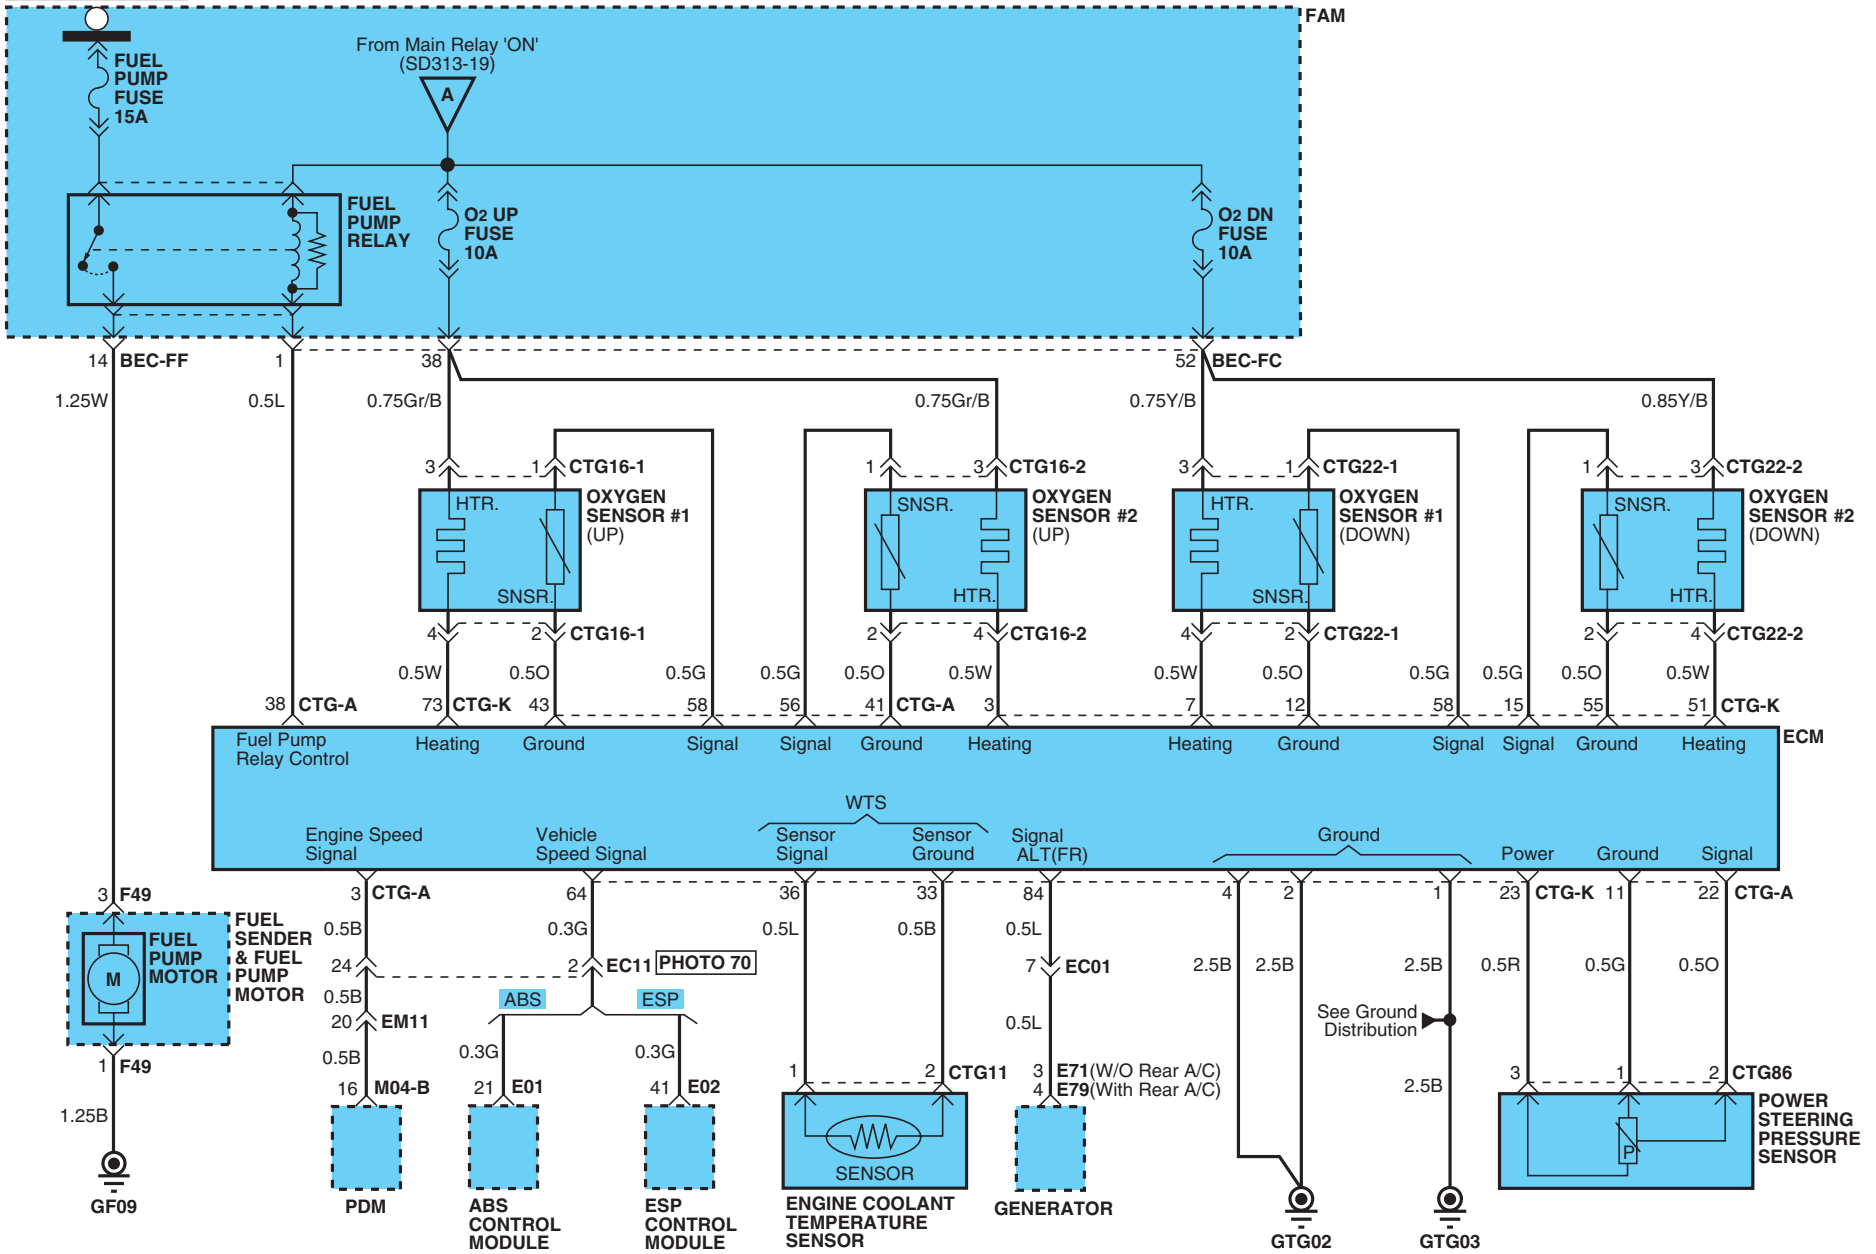 FAM
From Main Relay 'ON'
(SD313-19)
A
FUEL
PUMP
FUSE
15A
FUEL
PUMP
RELAY
O2 UP
FUSE
10A
O2 DN
FUSE
10A
14 BEC-FF
1
38
52 BEC-FC
1.25W
0.5L
0.75Gr/B
0.75Gr/B
0.75Y/B
0.85Y/B
3
1 CTG16-1
1
3 CTG16-2
3
1 CTG22-1
1
3 CTG22-2
HTR.
SNSR.
OXYGEN
SENSOR #1
(UP)
SNSR.
HTR.
OXYGEN
SENSOR #2
(UP)
HTR.
SNSR.
OXYGEN
SENSOR #1
(DOWN)
SNSR.
HTR.
OXYGEN
SENSOR #2
(DOWN)
4
2 CTG16-1
2
4 CTG16-2
4
2 CTG22-1
2
4 CTG22-2
0.5W
0.5O
0.5G
0.5G
0.5O
0.5W
0.5W
0.5O
0.5G
0.5G
0.5O
0.5W
38 CTG-A
73 CTG-K
43
58
56
41 CTG-A
3
7
12
58
15
55
51 CTG-K
ECM
Fuel Pump
Relay Control
Heating
Ground
Signal
Signal
Ground
Heating
Heating
Ground
Signal
Signal
Ground
Heating
WTS
Engine Speed
Signal
Vehicle
Speed Signal
Sensor
Signal
Sensor
Ground
Signal
ALT(FR)
Ground
Power
Ground
Signal
3 F49
3 CTG-A
64
36
33
84
4
2
1
23 CTG-K
11
22 CTG-A
FUEL
PUMP
MOTOR
M
FUEL
SENDER
& FUEL
PUMP
MOTOR
0.5B
0.3G
0.5L
0.5B
0.5L
24
2 EC11
PHOTO 70
7 EC01
2.5B
2.5B
2.5B
0.5R
0.5G
0.5O
0.5B
ABS
ESP
20 EM11
0.5L
See Ground
Distribution
1 F49
0.5B
0.3G
0.3G
16 M04-B
21 E01
41 E02
1
2 CTG11
3 E71(W/O Rear A/C)
4 E79(With Rear A/C)
2.5B
3
1
2 CTG86
1.25B
SENSOR
P
POWER
STEERING
PRESSURE
SENSOR
GF09
PDM
ABS
CONTROL
MODULE
ESP
CONTROL
MODULE
ENGINE COOLANT
TEMPERATURE
SENSOR
GENERATOR
GTG02
GTG03